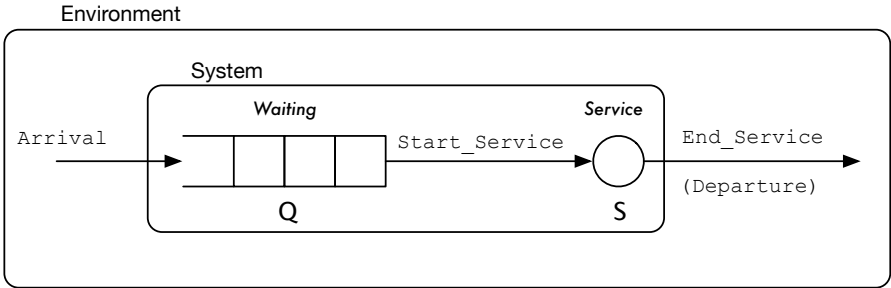 Environment
System
Waiting
Service
Arrival
Start_Service
End_Service
(Departure)
Q
S